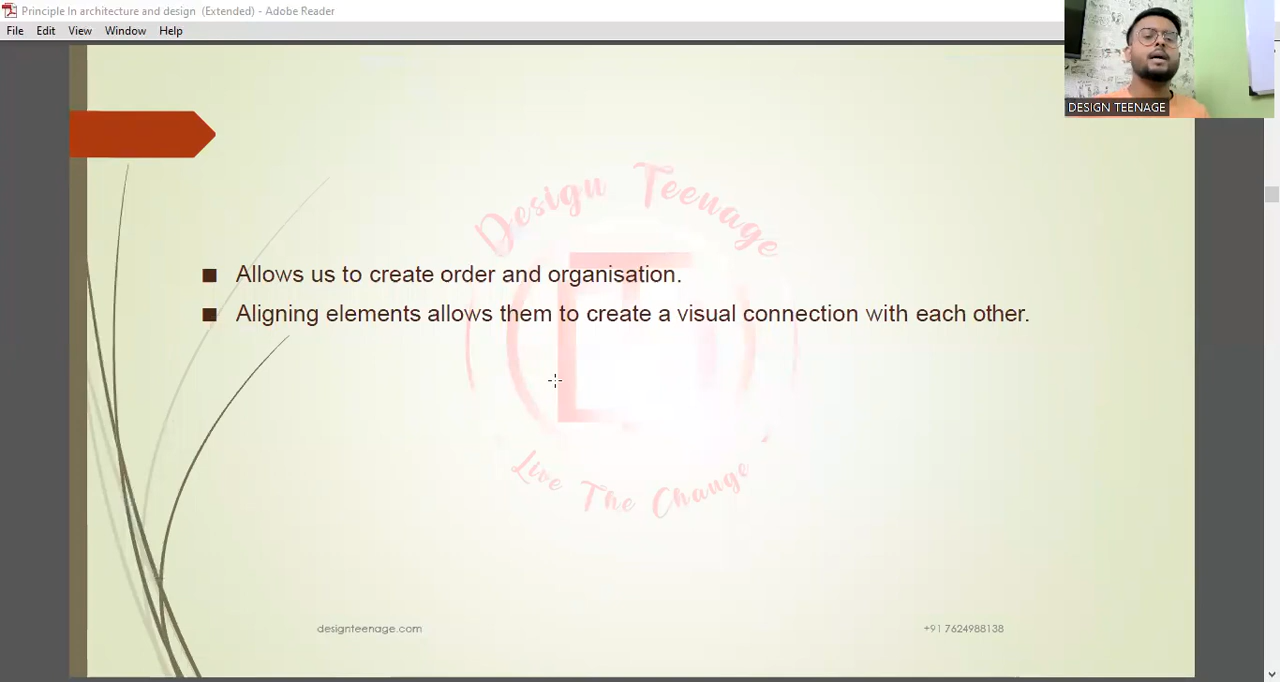 Principle In architecture and design (Extended) - Adobe Reader
File Edit View Window Help
DESIGN TEENAGE
Design Teenage
Allows us to create order and organisation.
Aligning elements allows them to create a visual connection with each other.
Live The Change
designteenage.com
+91 7624988138